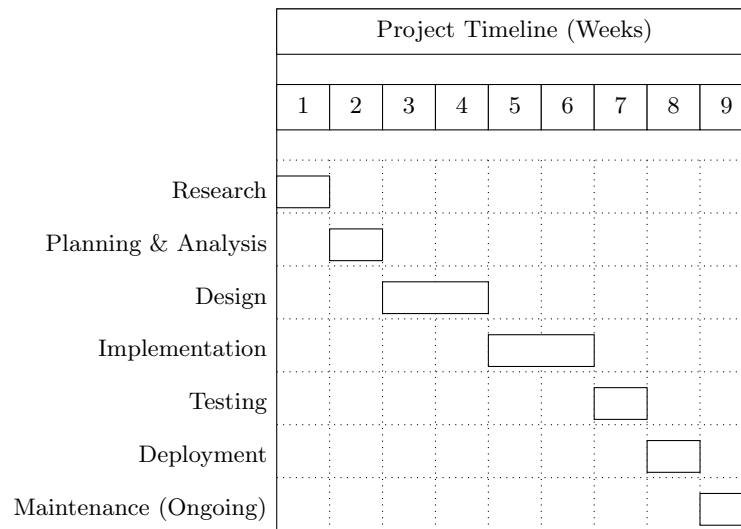 Project Timeline (Weeks)
1 2 3 4 5 6 7 8 9
Research
Planning & Analysis
Design
Implementation
Testing
Deployment
Maintenance (Ongoing)